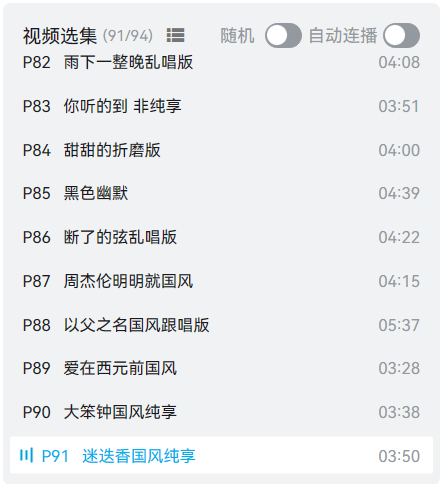 视频选集 (91/94) 随机 自动连播
P82 雨下一整晚乱唱版 04:08
P83 你听的到 非纯享 03:51
P84 甜甜的折磨版 04:00
P85 黑色幽默 04:39
P86 断了的弦乱唱版 04:22
P87 周杰伦明明就国风 04:15
P88 以父之名国风跟唱版 05:37
P89 爱在西元前国风 03:28
P90 大笨钟国风纯享 03:38
P91 迷迭香国风纯享 03:50